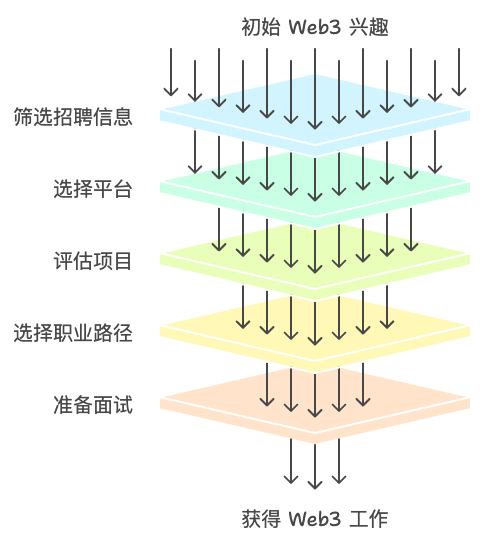 初始 Web3 兴趣
筛选招聘信息
选择平台
评估项目
选择职业路径
准备面试
获得 Web3 工作